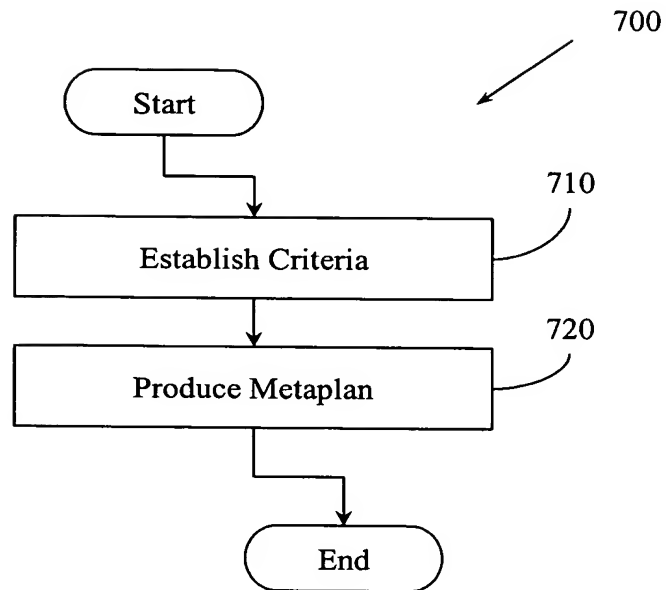 700
Start
710
Establish Criteria
720
Produce Metaplan
End